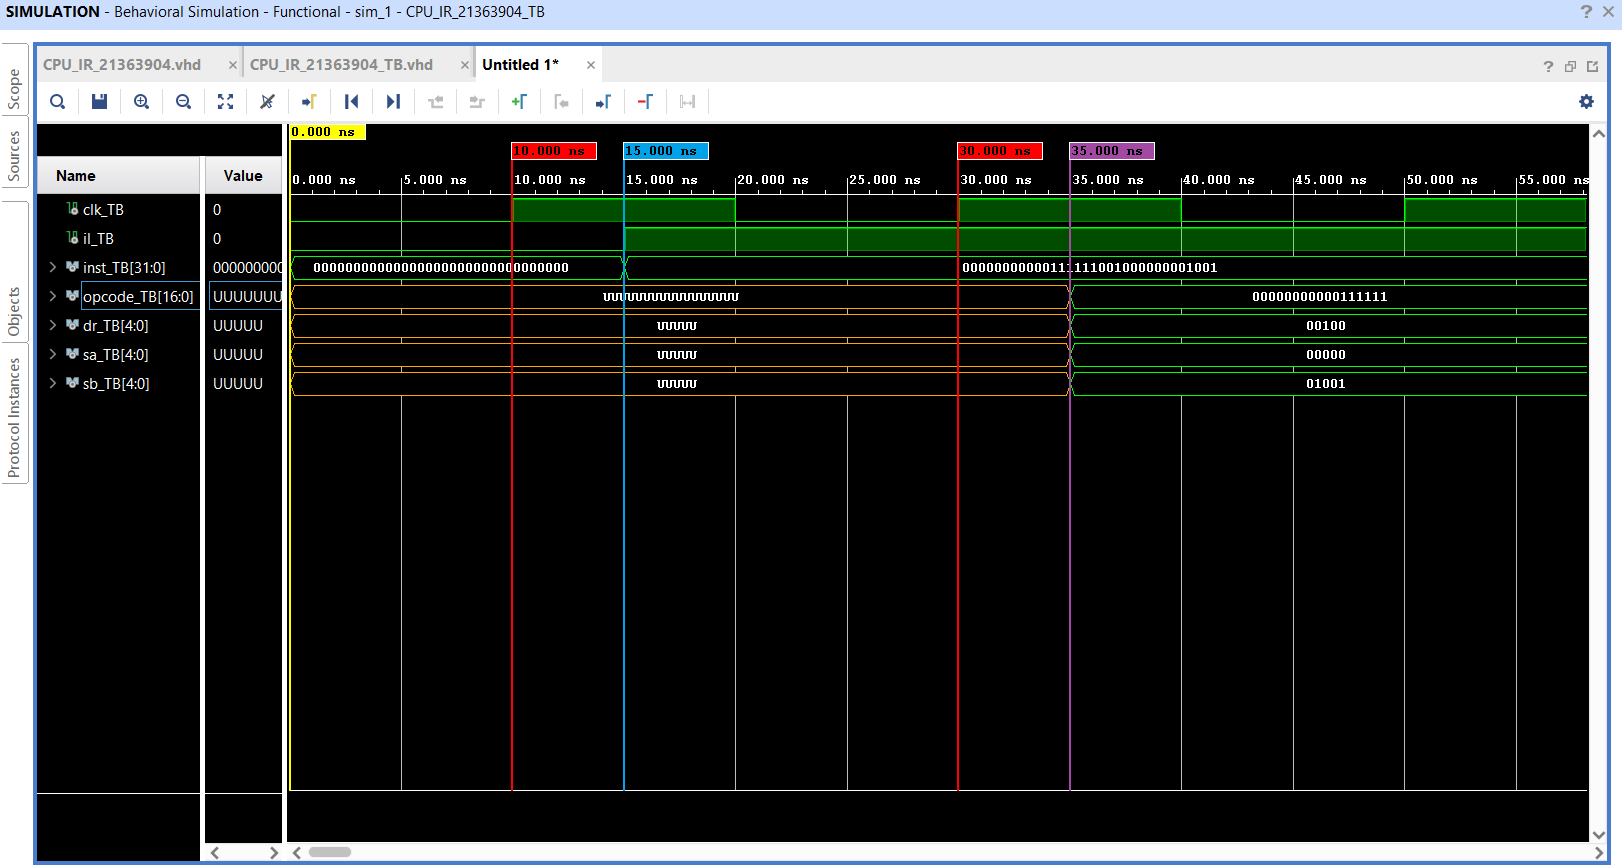 SIMULATION - Behavioral Simulation - Functional - sim_1 - CPU_IR_21363904_TB
? ×
Scope
Sources
Objects
Protocol Instances
CPU_IR_21363904.vhd ×
CPU_IR_21363904_TB.vhd ×
Untitled 1* ×
?
0.000 ns
10.000 ns 15.000 ns 30.000 ns 35.000 ns
Name Value
0.000 ns 5.000 ns 10.000 ns 15.000 ns 20.000 ns 25.000 ns 30.000 ns 35.000 ns 40.000 ns 45.000 ns 50.000 ns 55.000 ns
clk_TB 0
il_TB 0
inst_TB[31:0] 000000000 00000000000000000000000000000000 00000000000111111001000000001001
opcode_TB[16:0] UUUUUUU UUUUUUUUUUUUUUUUU 00000000000111111
dr_TB[4:0] UUUUU UUUUU 00100
sa_TB[4:0] UUUUU UUUUU 00000
sb_TB[4:0] UUUUU UUUUU 01001